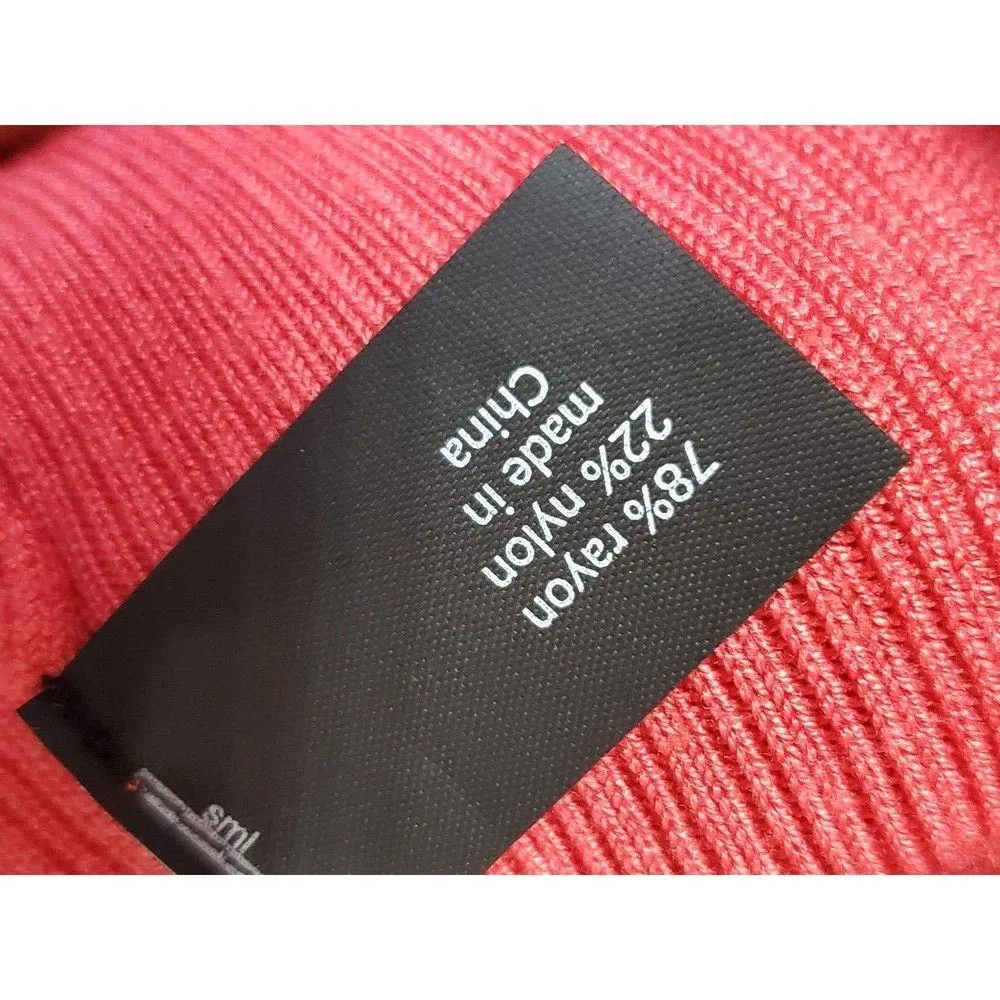 78% rayon
22% nylon
made in
China
sml